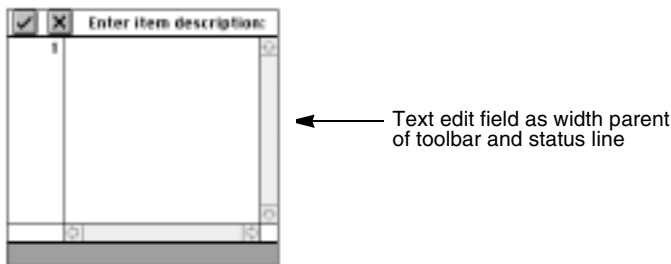 Enter item description:
1
Text edit field as width parent
of toolbar and status line